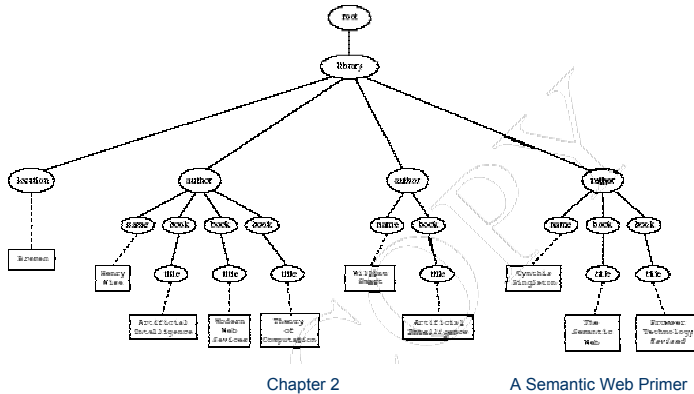 root
library
location
author
author
author
name
book
book
book
name
book
name
book
book
Bremen
Henry
Wise
title
title
title
William
Smart
title
Cynthia
Singleton
title
title
Artificial
Intelligence
Modern
Web
Services
Theory
of
Computation
Artificial
Intelligence
The
Semantic
Web
Browser
Technology
Revised
COPY
Chapter 2
A Semantic Web Primer